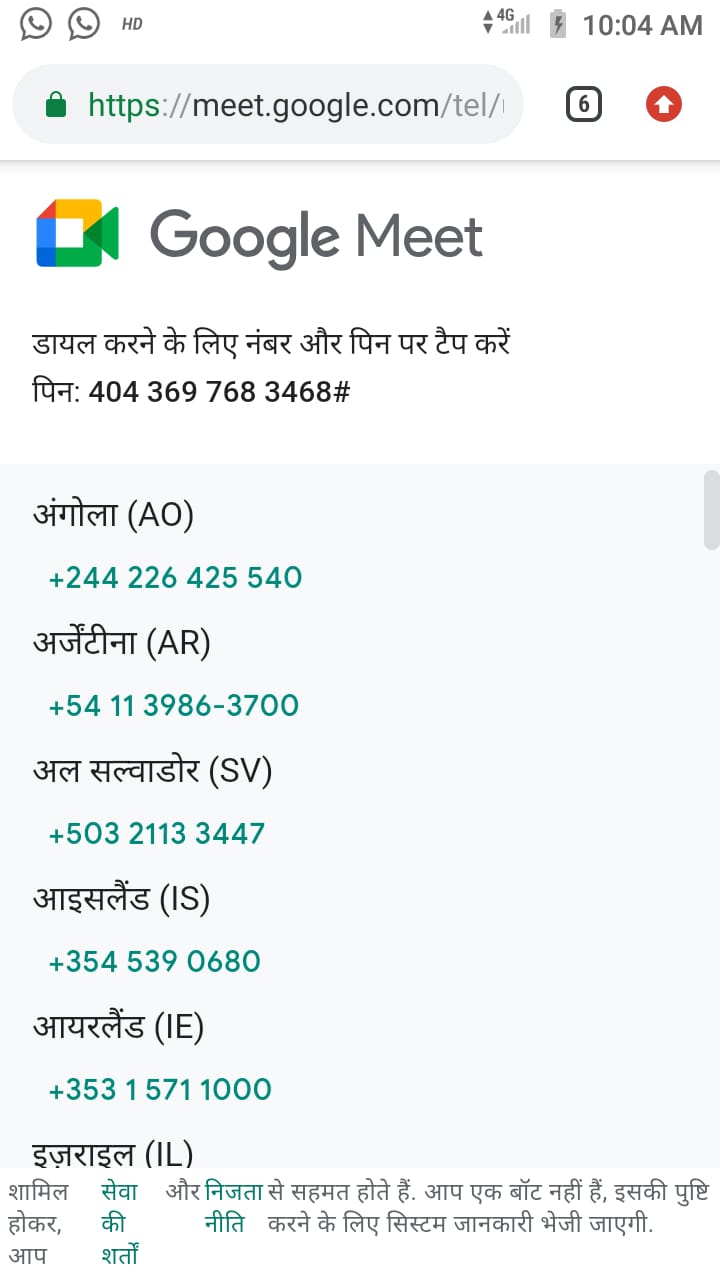 HD 4G 10:04 AM
https://meet.google.com/tel/ 6
Google Meet
डायल करने के लिए नंबर और पिन पर टैप करें
पिन: 404 369 768 3468#
अंगोला (AO)
+244 226 425 540
अर्जेंटीना (AR)
+54 11 3986-3700
अल सल्वाडोर (SV)
+503 2113 3447
आइसलैंड (IS)
+354 539 0680
आयरलैंड (IE)
+353 1 571 1000
इज़राइल (IL)
शामिल सेवा और निजता से सहमत होते हैं. आप एक बॉट नहीं हैं, इसकी पुष्टि
होकर, की नीति करने के लिए सिस्टम जानकारी भेजी जाएगी.
आप शर्तों